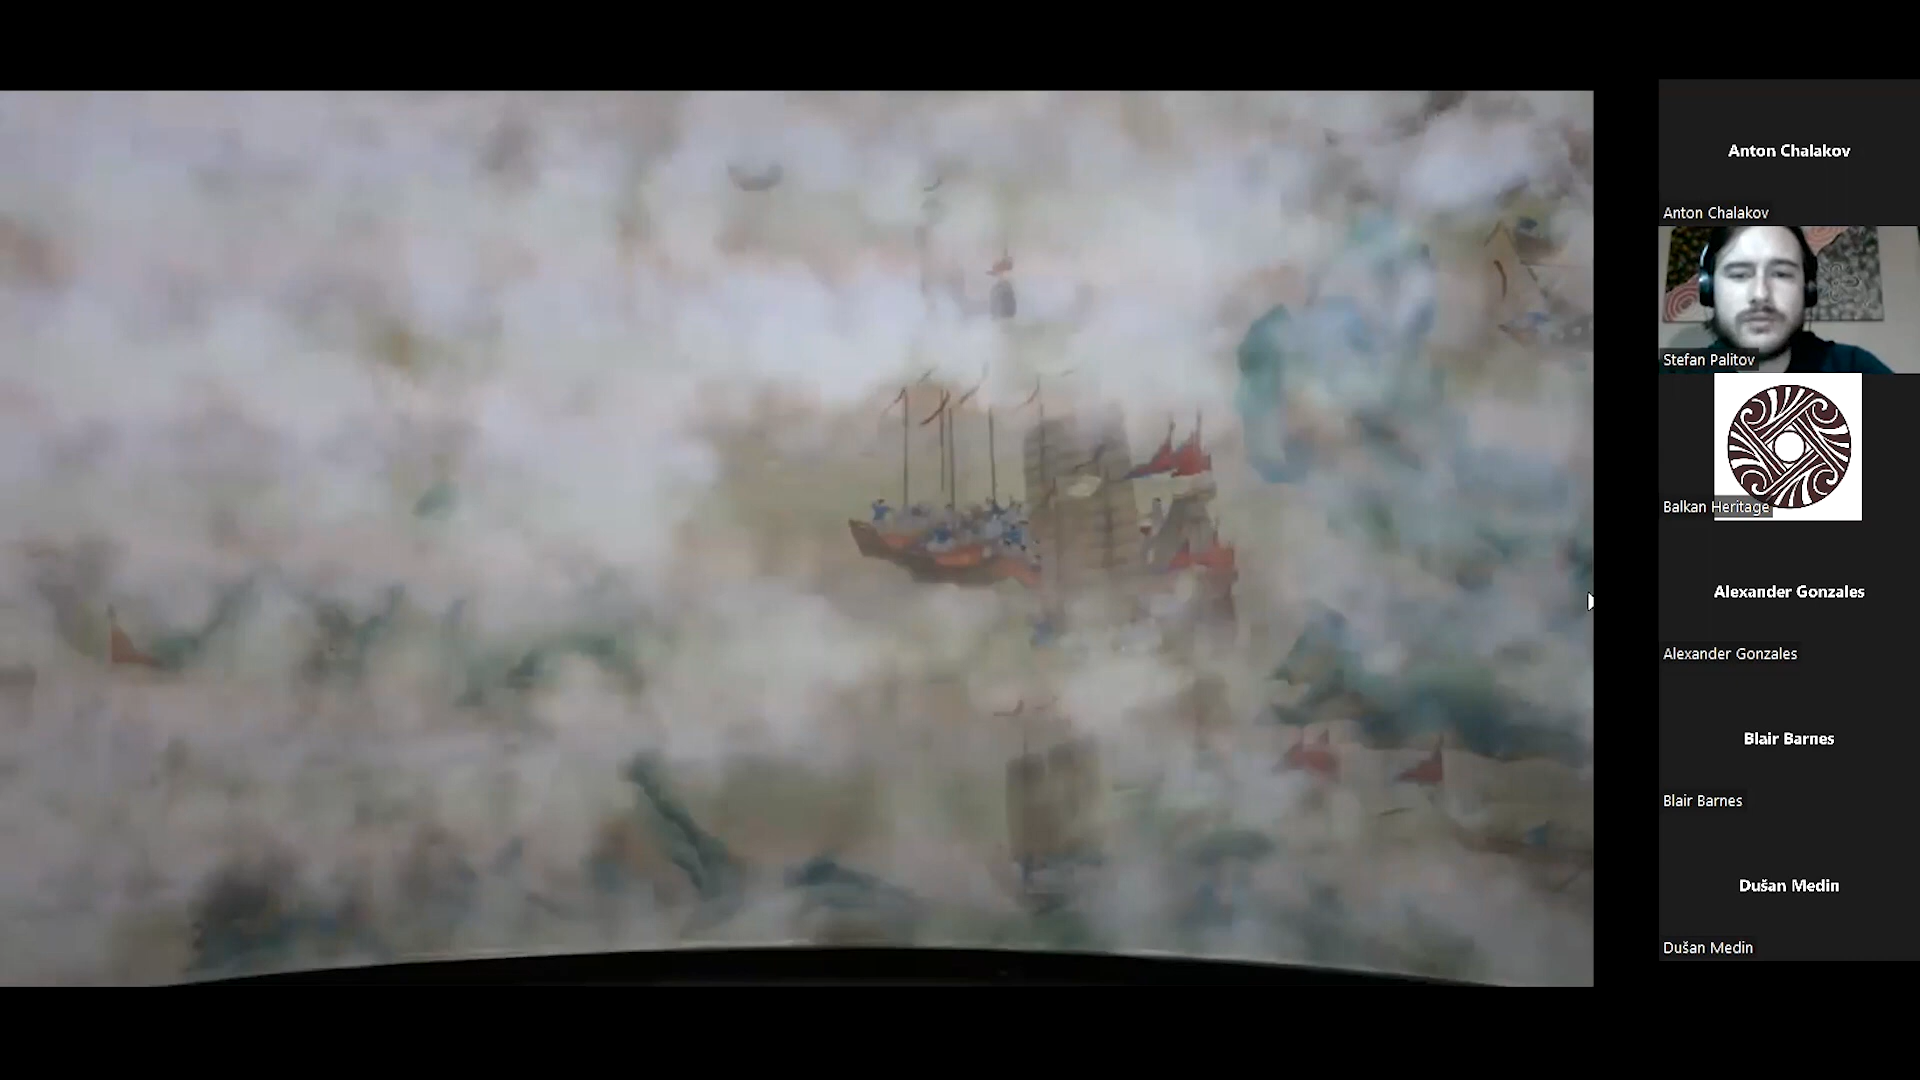 Anton Chalakov
Anton Chalakov
Stefan Palitov
Balkan Heritage
Alexander Gonzales
Alexander Gonzales
Blair Barnes
Blair Barnes
Dušan Medin
Dušan Medin